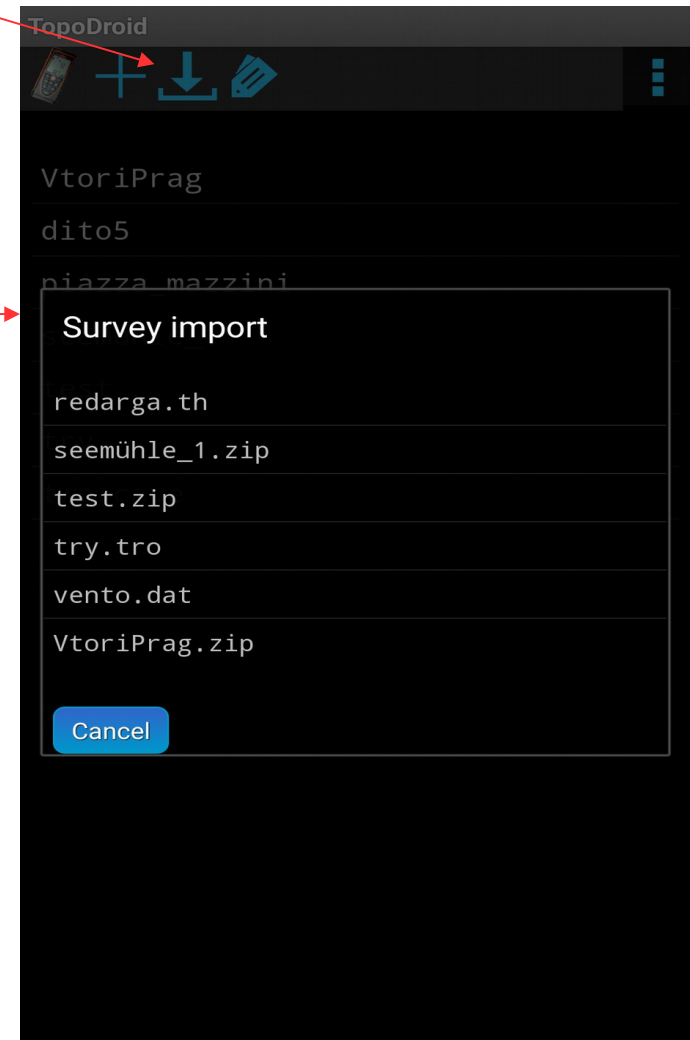 TopoDroid
VtoriPrag
dito5
piazza_mazzini
Survey import
redarga.th
seemühle_1.zip
test.zip
try.tro
vento.dat
VtoriPrag.zip
Cancel